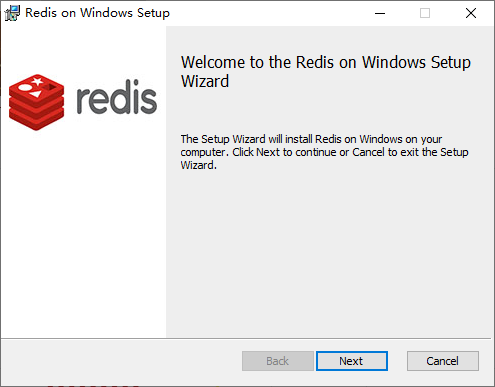 Redis on Windows Setup
redis
Welcome to the Redis on Windows Setup
Wizard
The Setup Wizard will install Redis on Windows on your
computer. Click Next to continue or Cancel to exit the Setup
Wizard.
Back
Next
Cancel